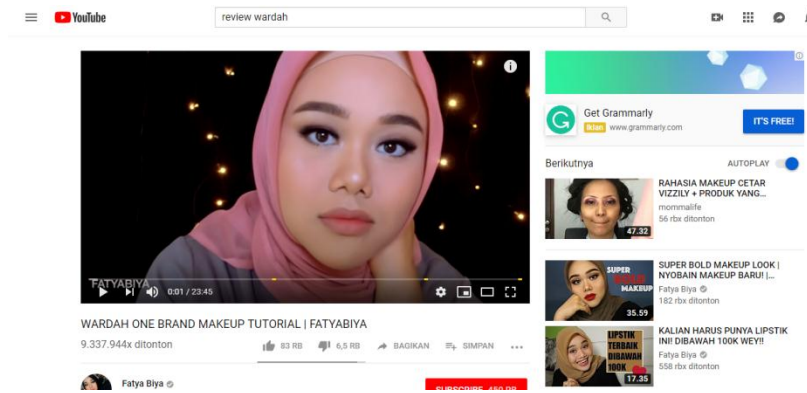 YouTube
review wardah
FATYABIYA
0:01 / 23:45
WARDAH ONE BRAND MAKEUP TUTORIAL | FATYABIYA
9.337.944x ditonton
83 RB
6,5 RB
BAGIKAN
SIMPAN
Fatya Biya
SUBSCRIBE 450 RB
Get Grammarly
Iklan www.grammarly.com
IT'S FREE!
Berikutnya
AUTOPLAY
RAHASIA MAKEUP CETAR
VIZZILY + PRODUK YANG...
mommalife
56 rbx ditonton
47.32
SUPER BOLD MAKEUP LOOK |
NYOBAIN MAKEUP BARU! |...
Fatya Biya
182 rbx ditonton
SUPER
MAKEUP
35.59
KALIAN HARUS PUNYA LIPSTIK
INI! DIBAWAH 100K WEY!!
Fatya Biya
558 rbx ditonton
LIPSTIK
TERBAIK
DIBAWAH
100K
17.35